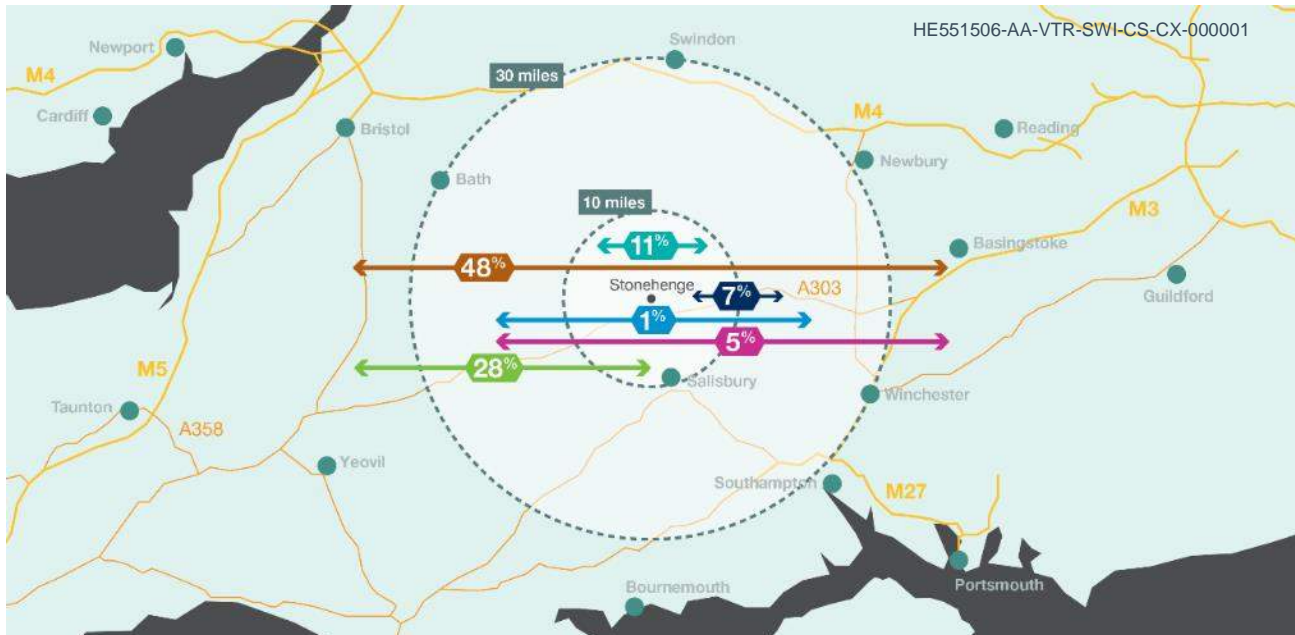 HE551506-AA-VTR-SWI-CS-CX-000001
Newport
Swindon
M4
30 miles
Cardiff
Bristol
M4
Reading
Newbury
Bath
10 miles
M3
11%
Basingstoke
48%
Stonehenge
A303
7%
Guildford
1%
5%
28%
M5
Salisbury
Winchester
Taunton
A358
Yeovil
Southampton
M27
Portsmouth
Bournemouth